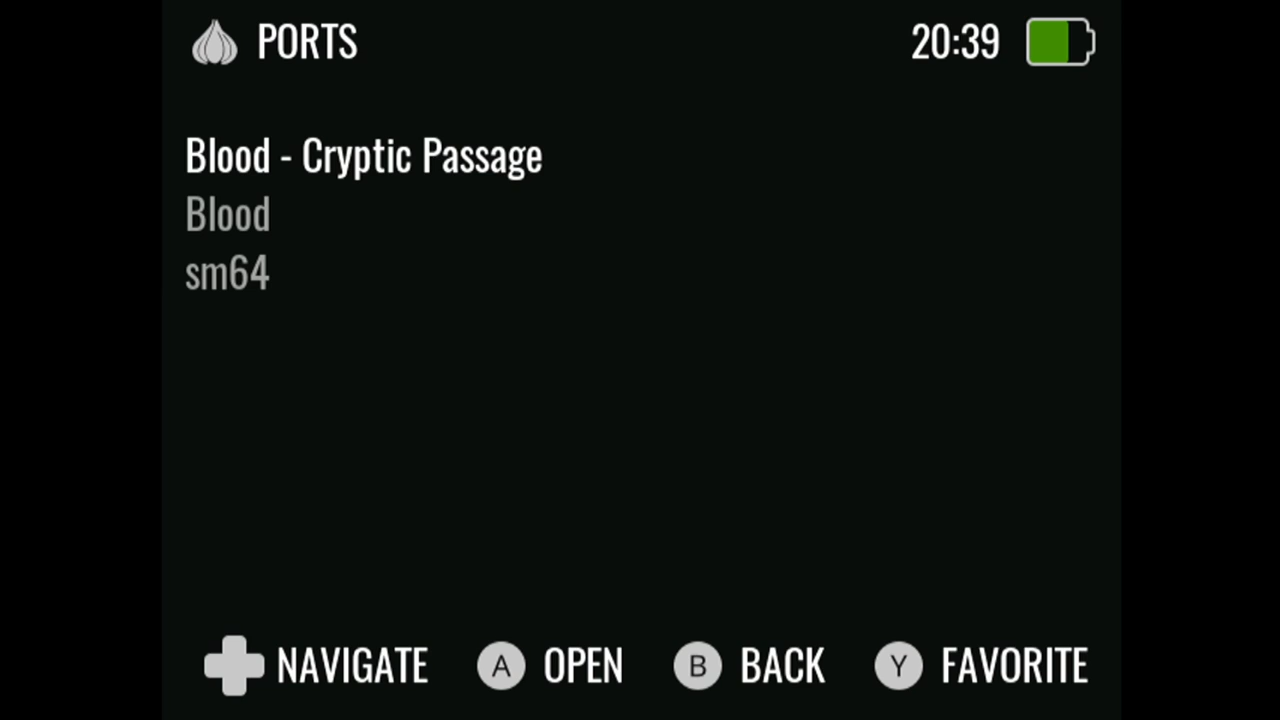 PORTS 20:39
Blood - Cryptic Passage
Blood
sm64
NAVIGATE A OPEN B BACK Y FAVORITE